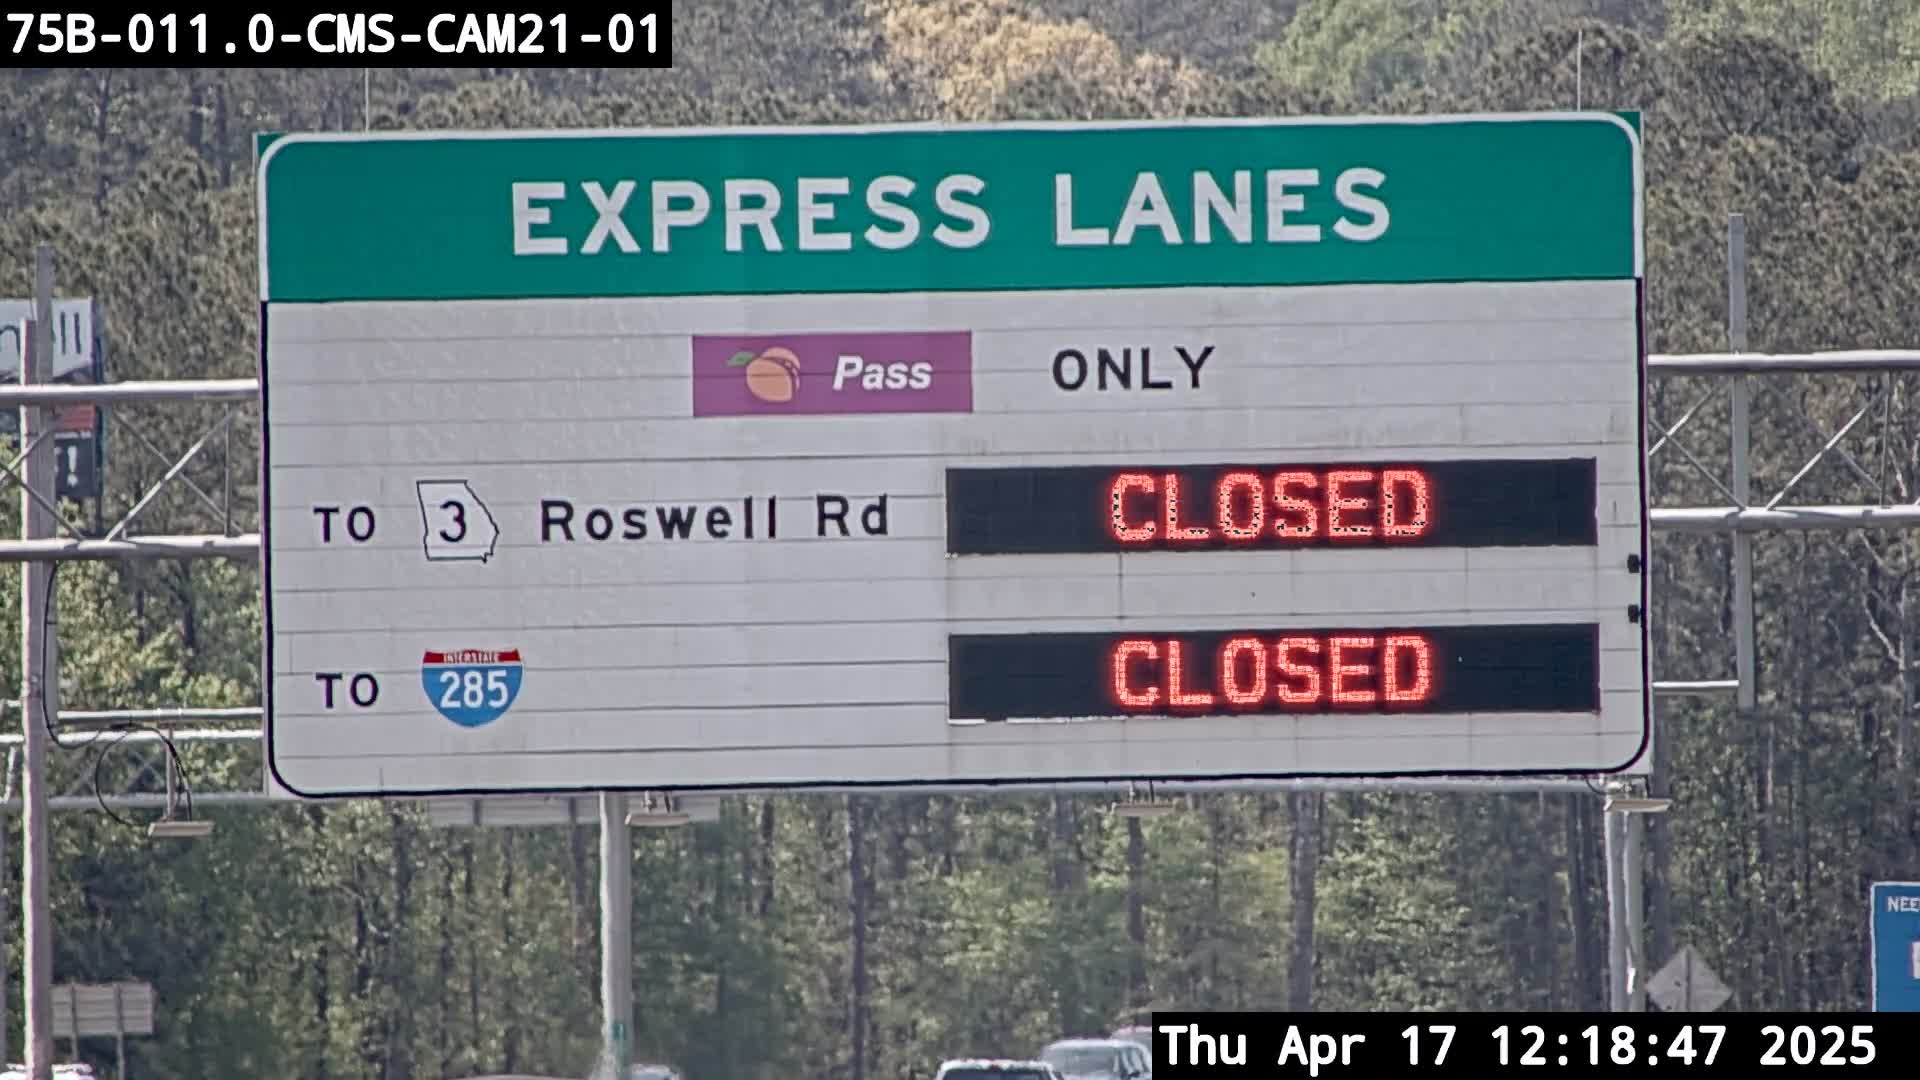 75B-011.0-CMS-CAM21-01
EXPRESS LANES
Pass ONLY
TO 3 Roswell Rd CLOSED
INTERSTATE
TO 285 CLOSED
Thu Apr 17 12:18:47 2025